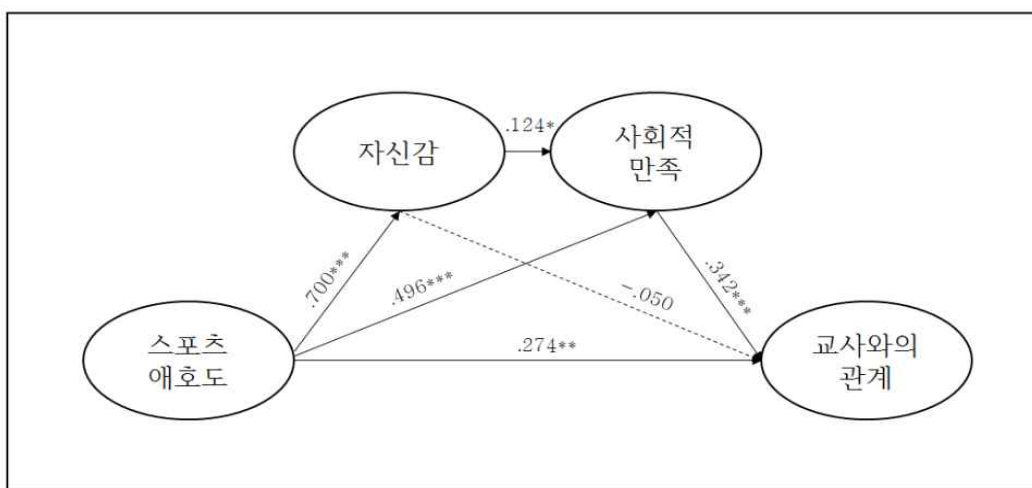 .124*
자신감
사회적
만족
.700***
.496***
-.050
.342***
.274**
스포츠
애호도
교사와의
관계